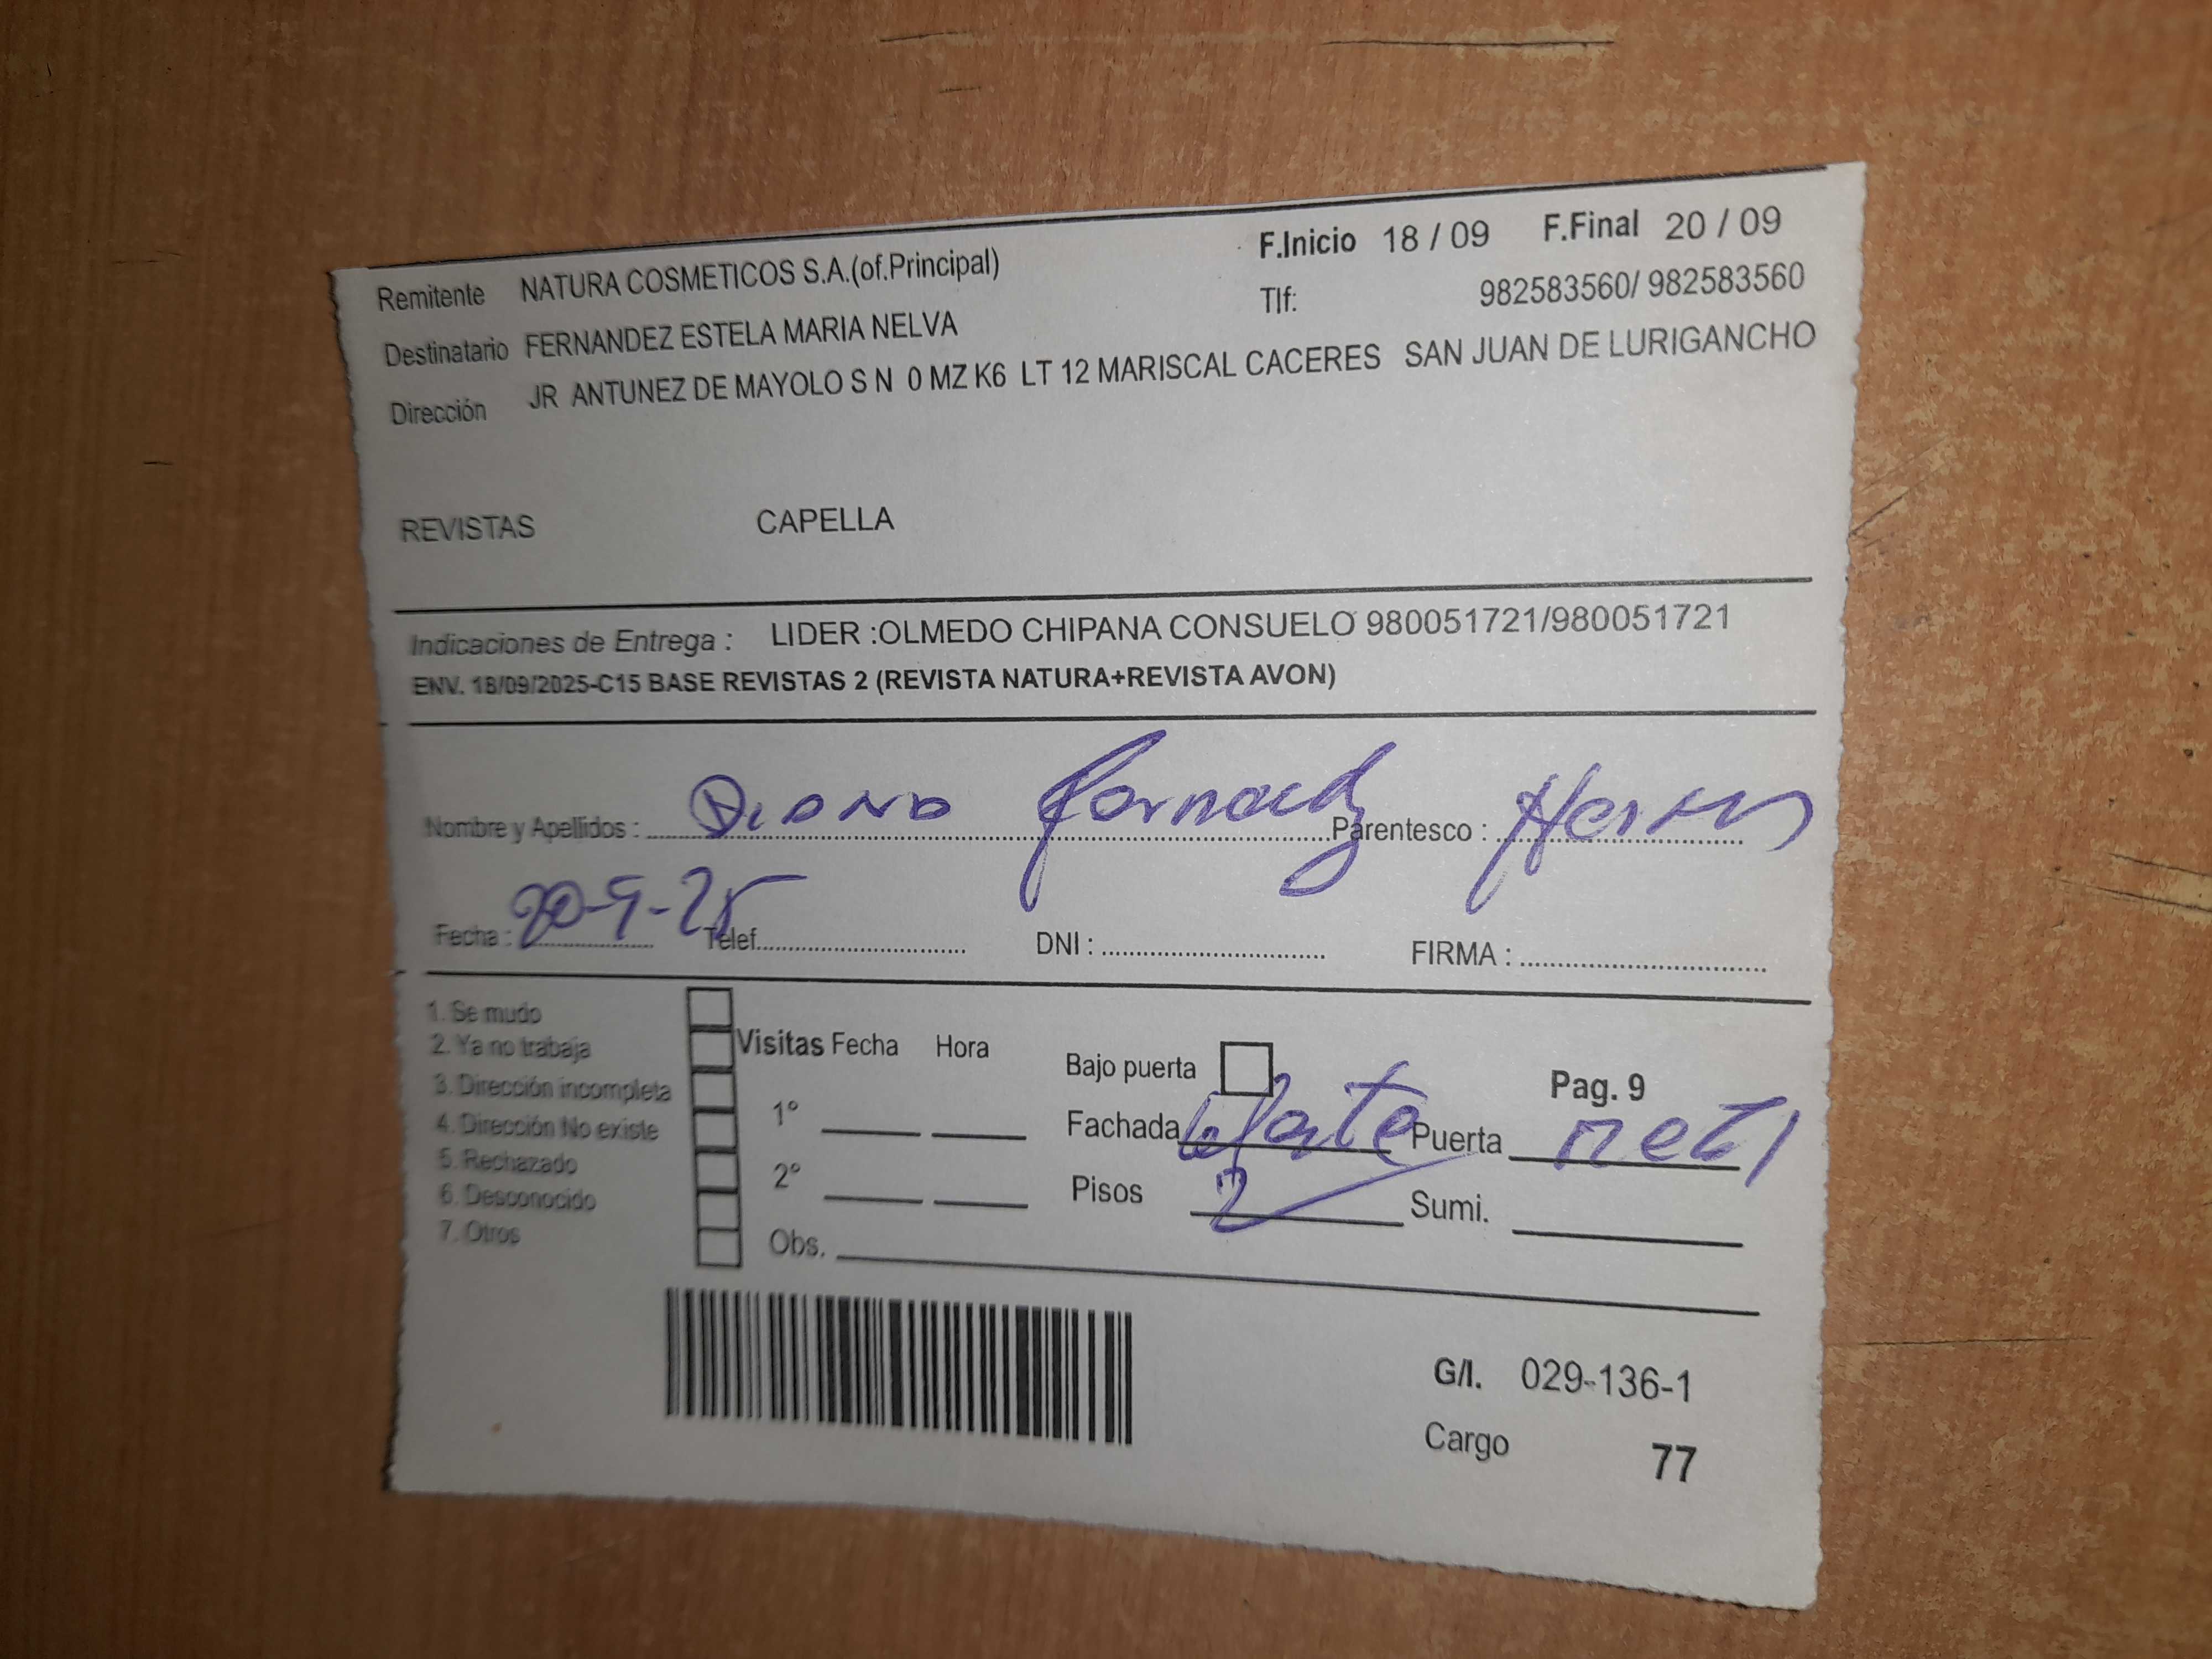 F.Inicio 18 / 09 F.Final 20 / 09
Remitente NATURA COSMETICOS S.A.(of.Principal)
Tlf: 982583560/ 982583560
Destinatario FERNANDEZ ESTELA MARIA NELVA
Dirección JR ANTUNEZ DE MAYOLO S N 0 MZ K6 LT 12 MARISCAL CACERES SAN JUAN DE LURIGANCHO
REVISTAS CAPELLA
Indicaciones de Entrega : LIDER :OLMEDO CHIPANA CONSUELO 980051721/980051721
ENV. 18/09/2025-C15 BASE REVISTAS 2 (REVISTA NATURA+REVISTA AVON)
Nombre y Apellidos : Diana Parentesco :
Fecha : 20-9-25 Telef. DNI : FIRMA :
1. Se mudo
2. Ya no trabaja
3. Dirección incompleta
4. Dirección No existe
5. Rechazado
6. Desconocido
7. Otros
Visitas Fecha Hora
1°
2°
Obs.
Bajo puerta
Pag. 9
Fachada Puerta metl
Pisos 2 Sumi.
G/I. 029-136-1
Cargo 77